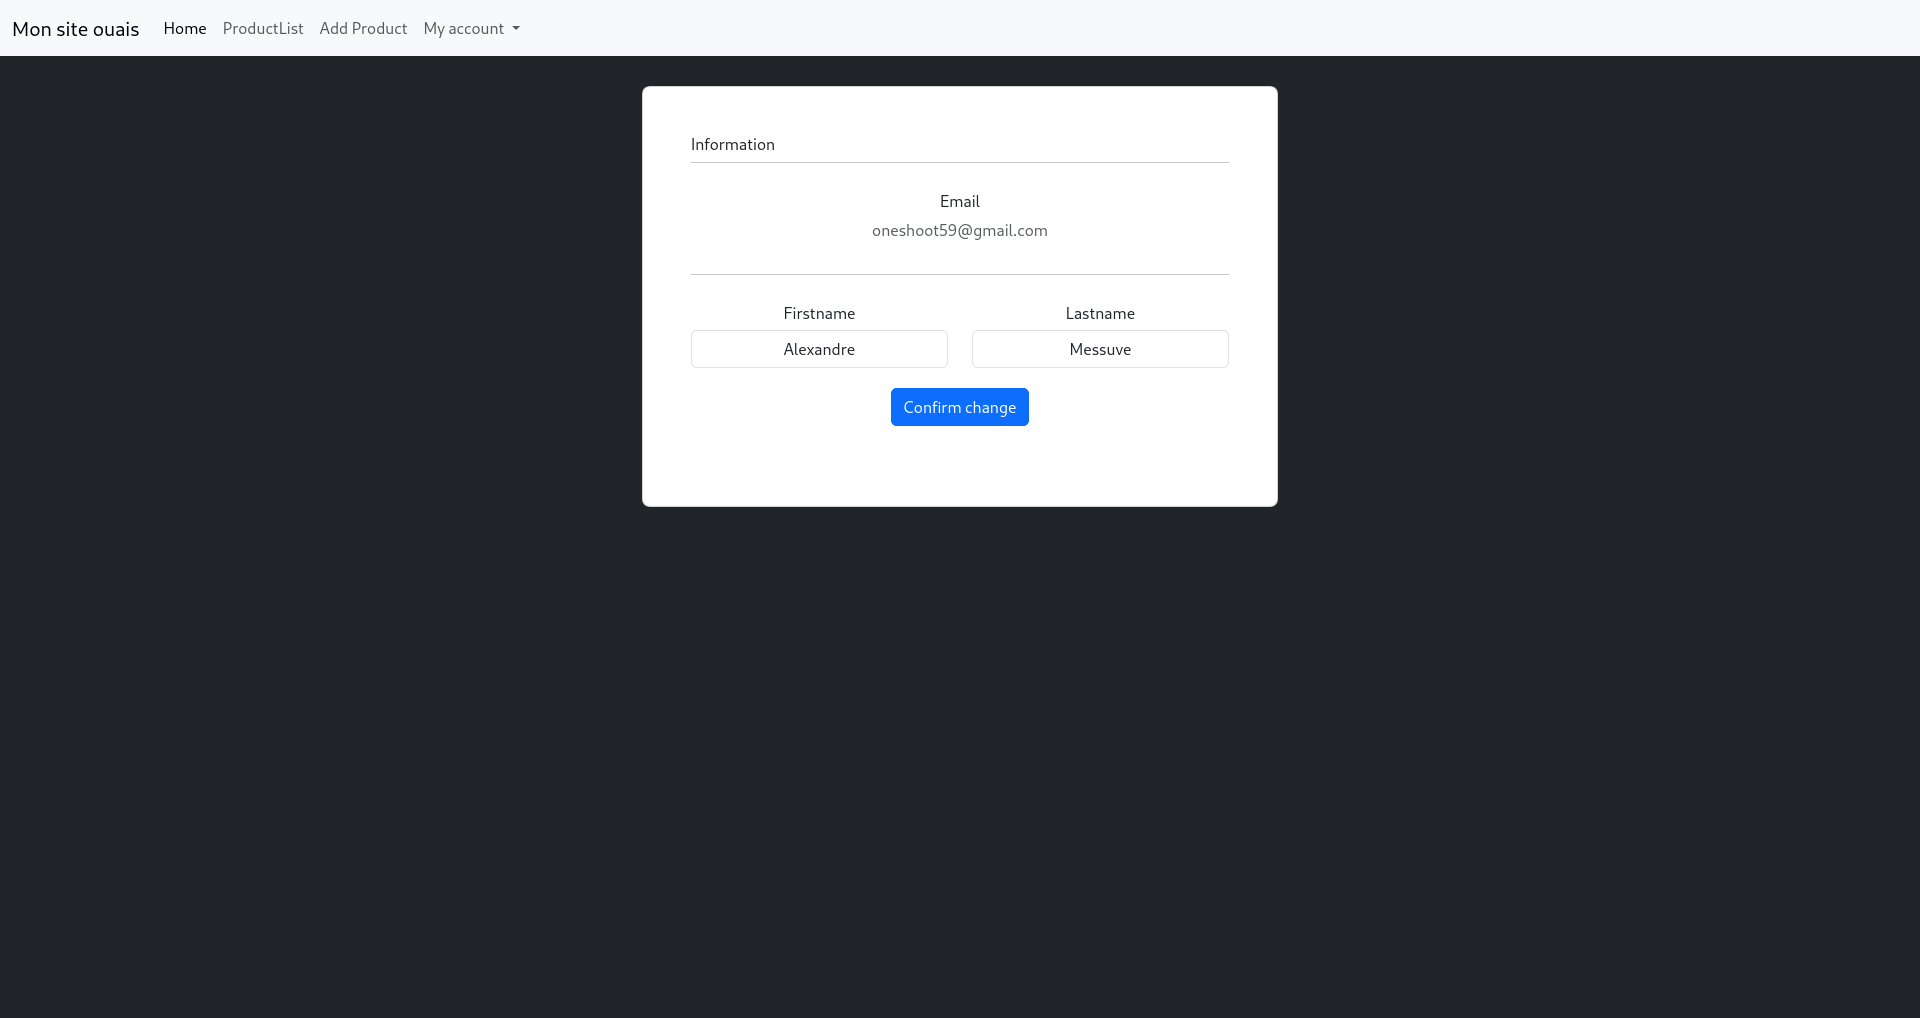 Mon site ouais Home ProductList Add Product My account
Information
Email
oneshoot59@gmail.com
Firstname Lastname
Alexandre Messuve
Confirm change